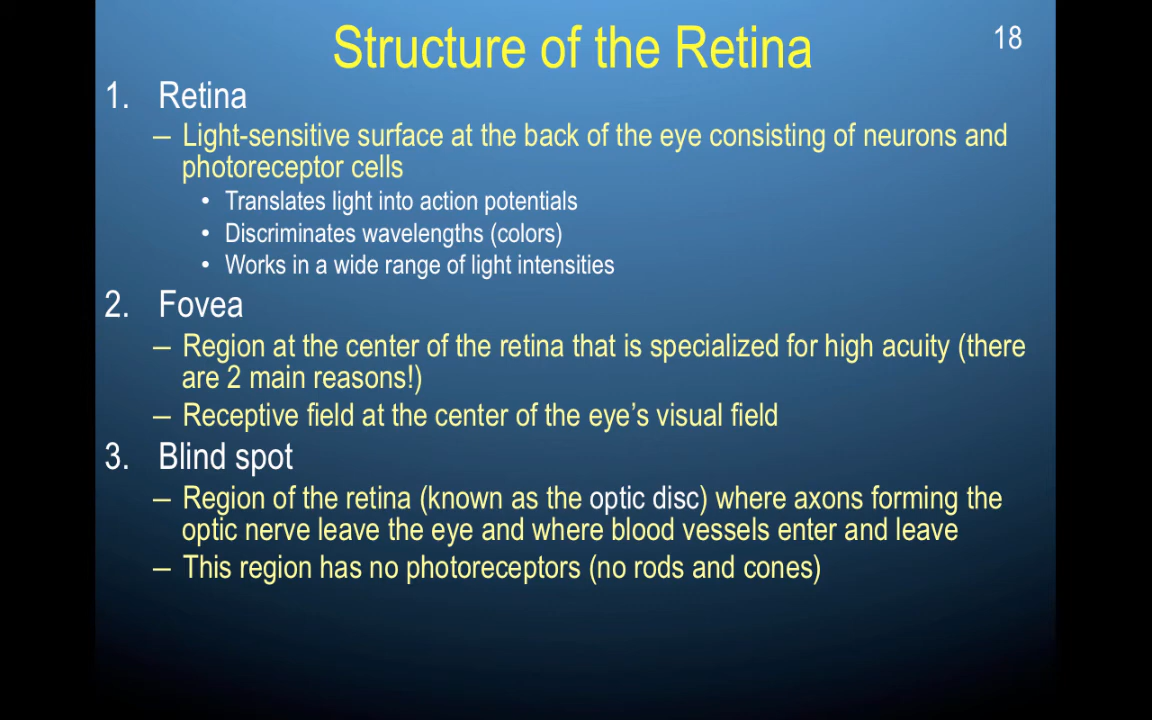 Structure of the Retina
18
1. Retina
– Light-sensitive surface at the back of the eye consisting of neurons and
photoreceptor cells
• Translates light into action potentials
• Discriminates wavelengths (colors)
• Works in a wide range of light intensities
2. Fovea
– Region at the center of the retina that is specialized for high acuity (there
are 2 main reasons!)
– Receptive field at the center of the eye’s visual field
3. Blind spot
– Region of the retina (known as the optic disc) where axons forming the
optic nerve leave the eye and where blood vessels enter and leave
– This region has no photoreceptors (no rods and cones)